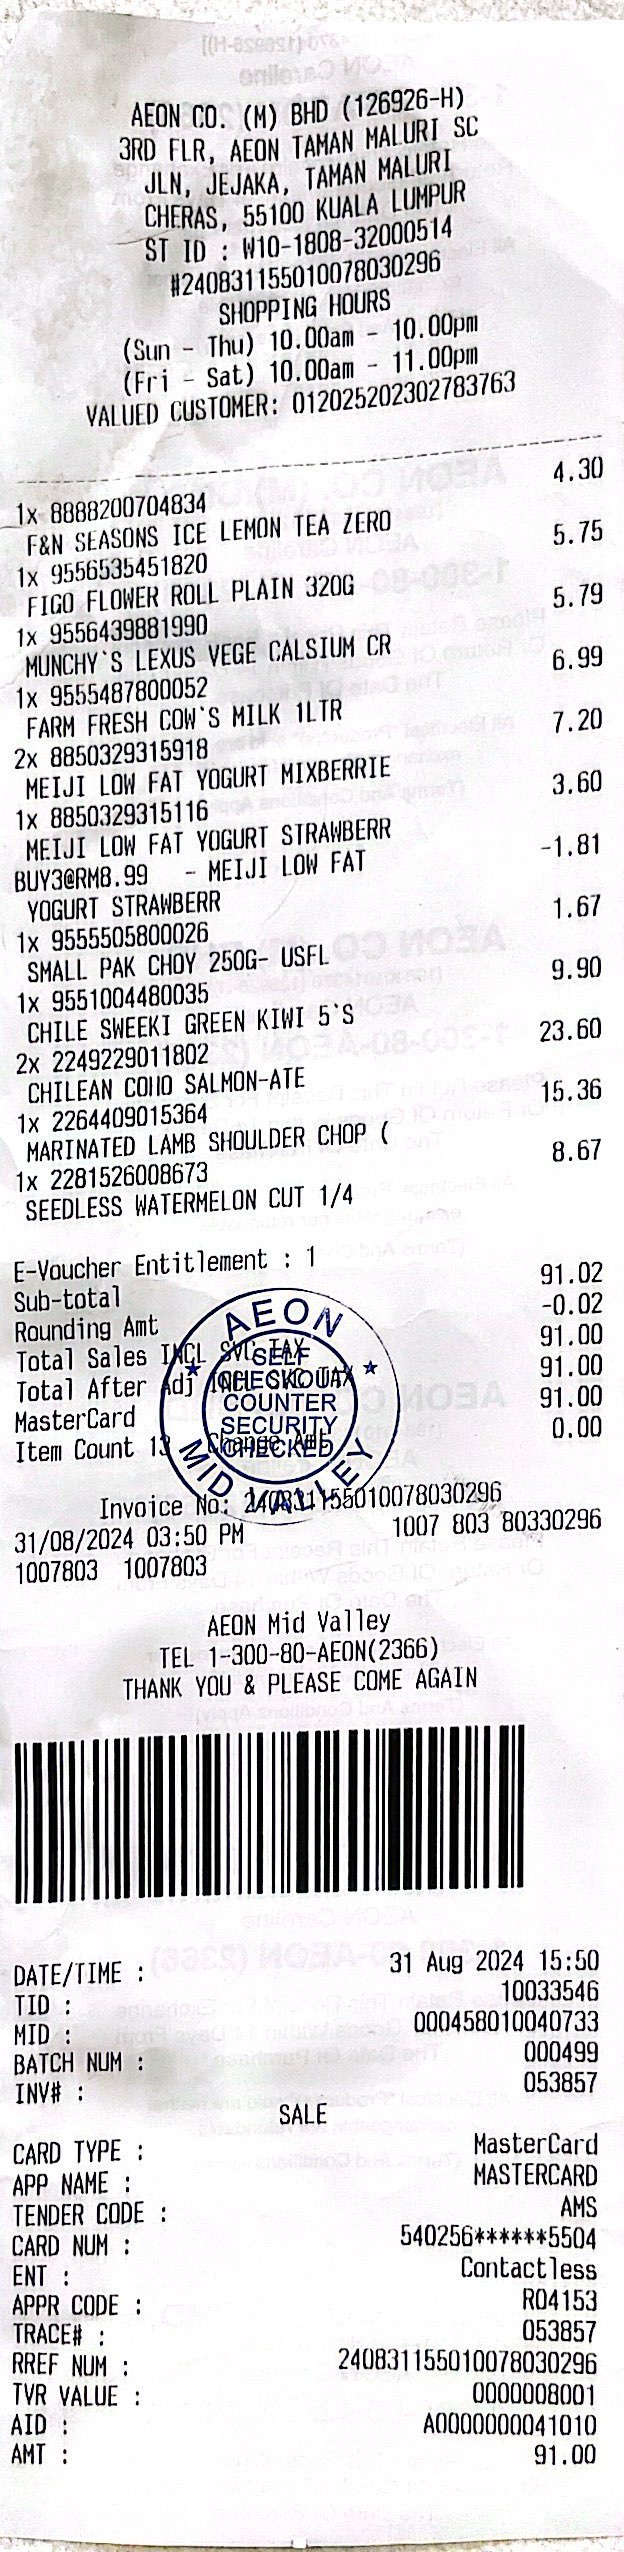 AEON CO. (M) BHD (126926-H)
3RD FLR, AEON TAMAN MALURI SC
JLN, JEJAKA, TAMAN MALURI
CHERAS, 55100 KUALA LUMPUR
ST ID : W10-1808-32000514
#240831155010078030296
SHOPPING HOURS
(Sun - Thu) 10.00am - 10.00pm
(Fri - Sat) 10.00am - 11.00pm
VALUED CUSTOMER: 0120252023027837​63
1x 8888200704834 4.30
F&N SEASONS ICE LEMON TEA ZERO
1x 9556535451820 5.75
FIGO FLOWER ROLL PLAIN 320G
1x 9556439881990 5.79
MUNCHY`S LEXUS VEGE CALSIUM CR
1x 9555487800052 6.99
FARM FRESH COW`S MILK 1LTR
2x 8850329315918 7.20
MEIJI LOW FAT YOGURT MIXBERRIE
1x 8850329315116 3.60
MEIJI LOW FAT YOGURT STRAWBERR
BUY3@RM8.99 - MEIJI LOW FAT -1.81
YOGURT STRAWBERR
1x 9555505800026 1.67
SMALL PAK CHOY 250G- USFL
1x 9551004480035 9.90
CHILE SWEEKI GREEN KIWI 5`S
2x 2249229011802 23.60
CHILEAN COHO SALMON-ATE
1x 2264409015364 15.36
MARINATED LAMB SHOULDER CHOP (
1x 2281526008673 8.67
SEEDLESS WATERMELON CUT 1/4
E-Voucher Entitlement : 1
Sub-total 91.02
Rounding Amt -0.02
Total Sales INCL SVC TAX 91.00
Total After Adj INCL SVC TAX 91.00
MasterCard 91.00
Item Count 13 Change Amt 0.00
AEON
SELF
CHECKOUT
COUNTER
SECURITY
CHECKED
MID VALLEY
Invoice No: 240831155010078030296
31/08/2024 03:50 PM 1007 803 80330296
1007803 1007803
AEON Mid Valley
TEL 1-300-80-AEON(2366)
THANK YOU & PLEASE COME AGAIN
DATE/TIME : 31 Aug 2024 15:50
TID : 10033546
MID : 000458010040733
BATCH NUM : 000499
INV# : 053857
SALE
CARD TYPE : MasterCard
APP NAME : MASTERCARD
TENDER CODE : AMS
CARD NUM : 540256******5504
ENT : Contactless
APPR CODE : R04153
TRACE# : 053857
RREF NUM : 240831155010078030296
TVR VALUE : 0000008001
AID : A0000000041010
AMT : 91.00